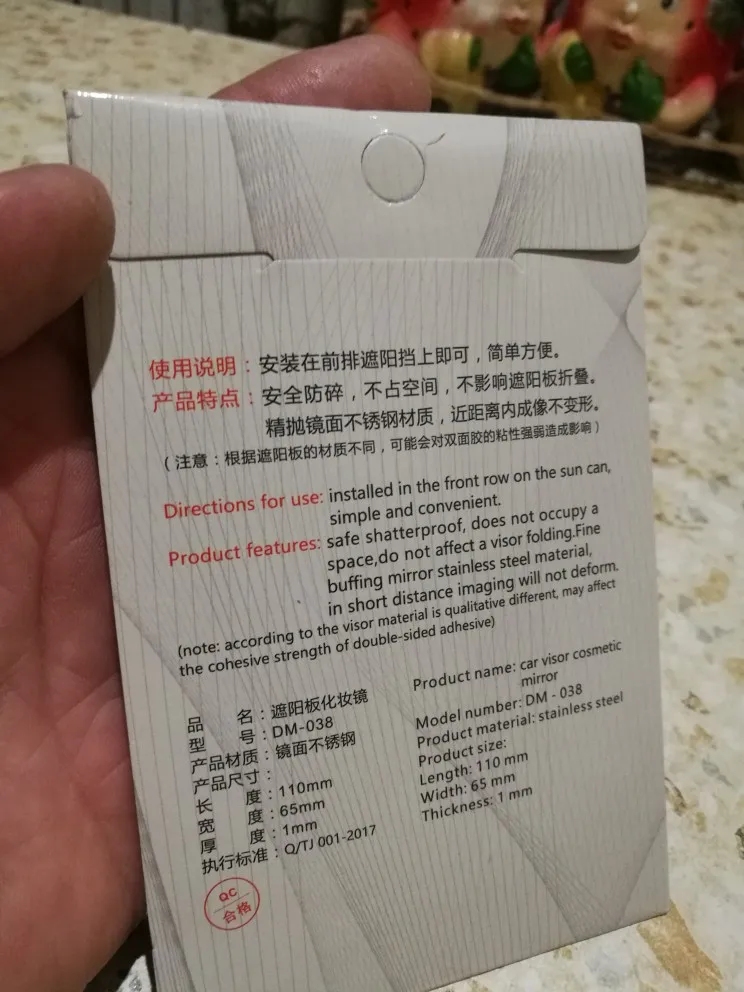 使用说明：安装在前排遮阳挡上即可，简单方便。
产品特点：安全防碎，不占空间，不影响遮阳板折叠。
精抛镜面不锈钢材质，近距离内成像不变形。
（注意：根据遮阳板的材质不同，可能会对双面胶的粘性强弱造成影响）
Directions for use: installed in the front row on the sun can,
simple and convenient.
Product features: safe shatterproof, does not occupy a
space,do not affect a visor folding.Fine
buffing mirror stainless steel material,
in short distance imaging will not deform.
(note: according to the visor material is qualitative different, may affect
the cohesive strength of double-sided adhesive)
品 名：遮阳板化妆镜
型 号：DM-038
产品材质：镜面不锈钢
产品尺寸：
长 度：110mm
宽 度：65mm
厚 度：1mm
执行标准：Q/TJ 001-2017
QC
合格
Product name: car visor cosmetic
mirror
Model number: DM - 038
Product material: stainless steel
Product size:
Length: 110 mm
Width: 65 mm
Thickness: 1 mm